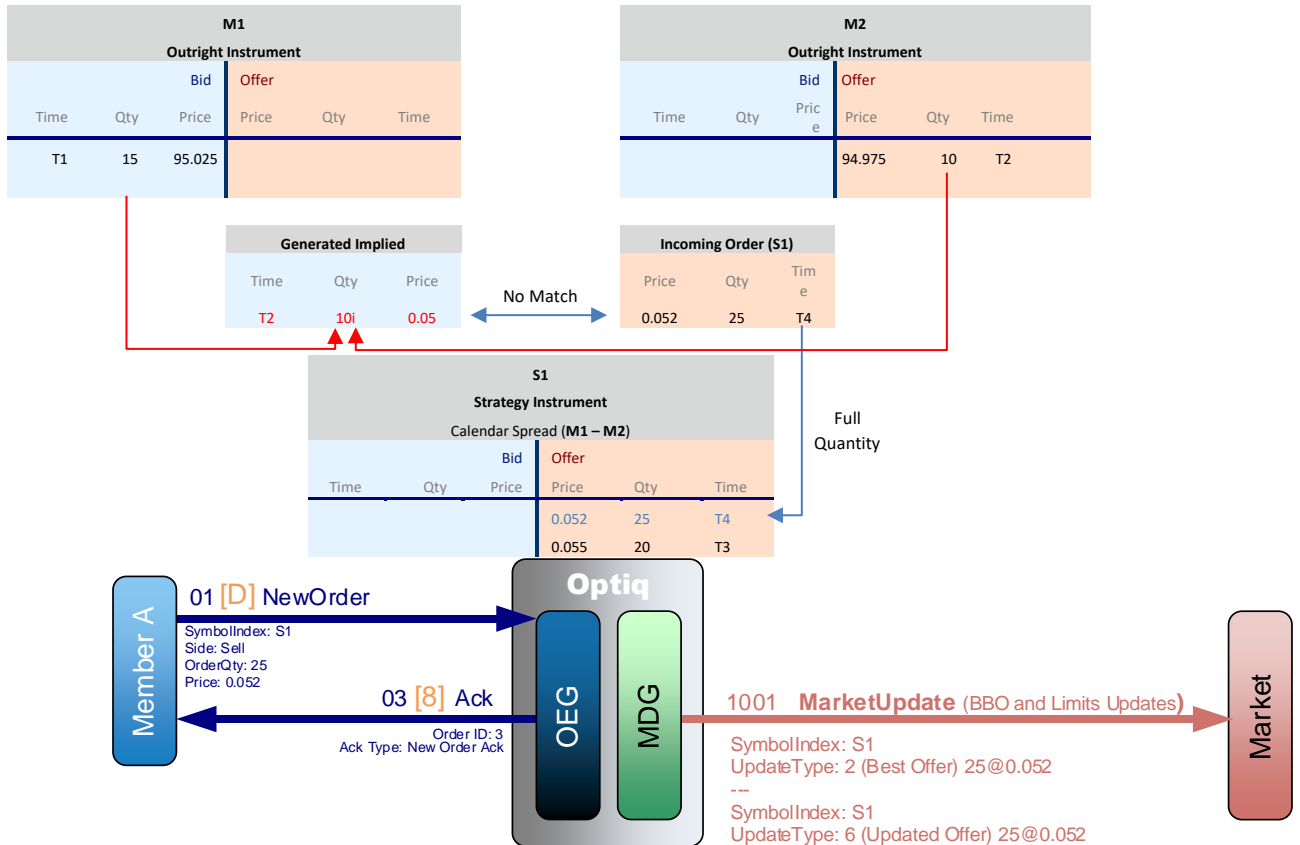 M1
Outright Instrument
Bid Offer
Time Qty Price Price Qty Time
T1 15 95.025
M2
Outright Instrument
Bid Offer
Time Qty Pric
e Price Qty Time
94.975 10 T2
Generated Implied
Time Qty Price
T2 10i 0.05
No Match
Incoming Order (S1)
Price Qty Tim
e
0.052 25 T4
Full
Quantity
S1
Strategy Instrument
Calendar Spread (M1 – M2)
Bid Offer
Time Qty Price Price Qty Time
0.052 25 T4
0.055 20 T3
Member A
01 [D] NewOrder
SymbolIndex: S1
Side: Sell
OrderQty: 25
Price: 0.052
03 [8] Ack
Order ID: 3
Ack Type: New Order Ack
Optiq
OEG
MDG
1001 MarketUpdate (BBO and Limits Updates)
SymbolIndex: S1
UpdateType: 2 (Best Offer) 25@0.052
---
SymbolIndex: S1
UpdateType: 6 (Updated Offer) 25@0.052
Market